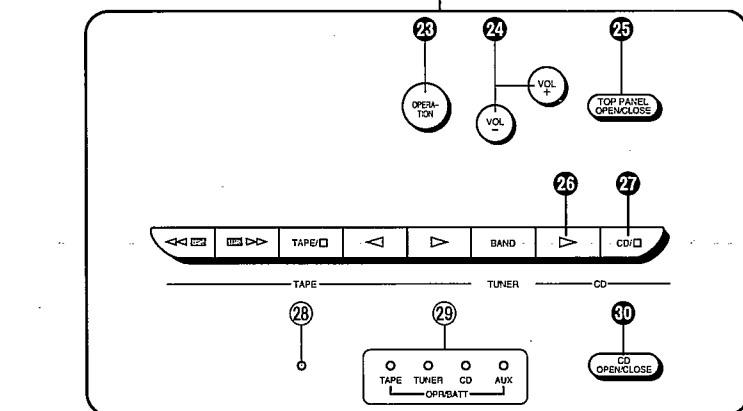 23 24 25
OPERA-
TION
VOL
+
VOL
−
TOP PANEL
OPEN/CLOSE
26 27
TAPE/□ BAND CD/□
TAPE TUNER CD
28 29 30
TAPE TUNER CD AUX
OPR/BATT
CD
OPEN/CLOSE